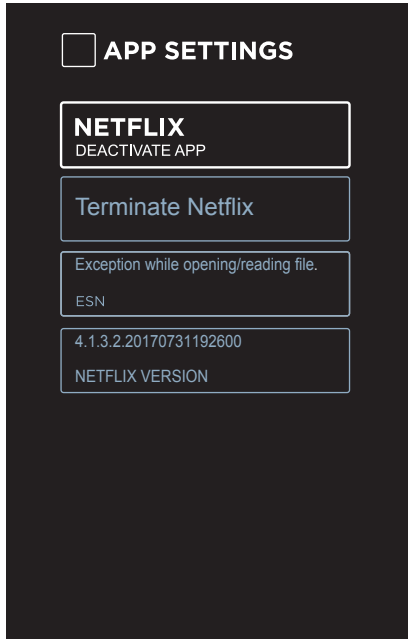 APP SETTINGS
NETFLIX
DEACTIVATE APP
Terminate Netflix
Exception while opening/reading file.
ESN
4.1.3.2.20170731192600
NETFLIX VERSION